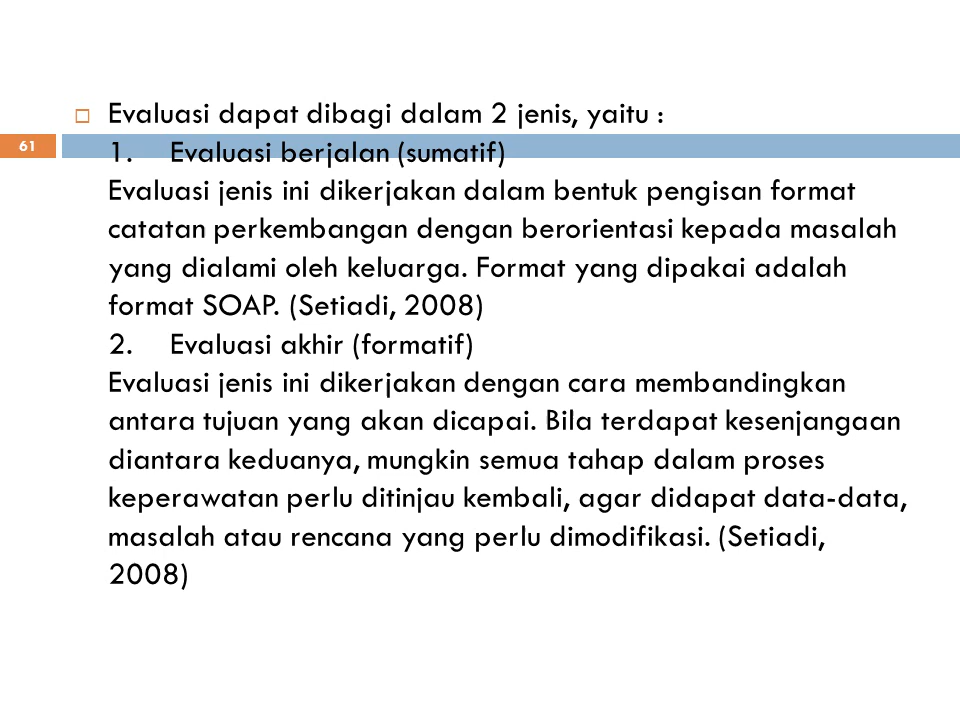 Evaluasi dapat dibagi dalam 2 jenis, yaitu :
61
1. Evaluasi berjalan (sumatif)
Evaluasi jenis ini dikerjakan dalam bentuk pengisan format
catatan perkembangan dengan berorientasi kepada masalah
yang dialami oleh keluarga. Format yang dipakai adalah
format SOAP. (Setiadi, 2008)
2. Evaluasi akhir (formatif)
Evaluasi jenis ini dikerjakan dengan cara membandingkan
antara tujuan yang akan dicapai. Bila terdapat kesenjangaan
diantara keduanya, mungkin semua tahap dalam proses
keperawatan perlu ditinjau kembali, agar didapat data-data,
masalah atau rencana yang perlu dimodifikasi. (Setiadi,
2008)